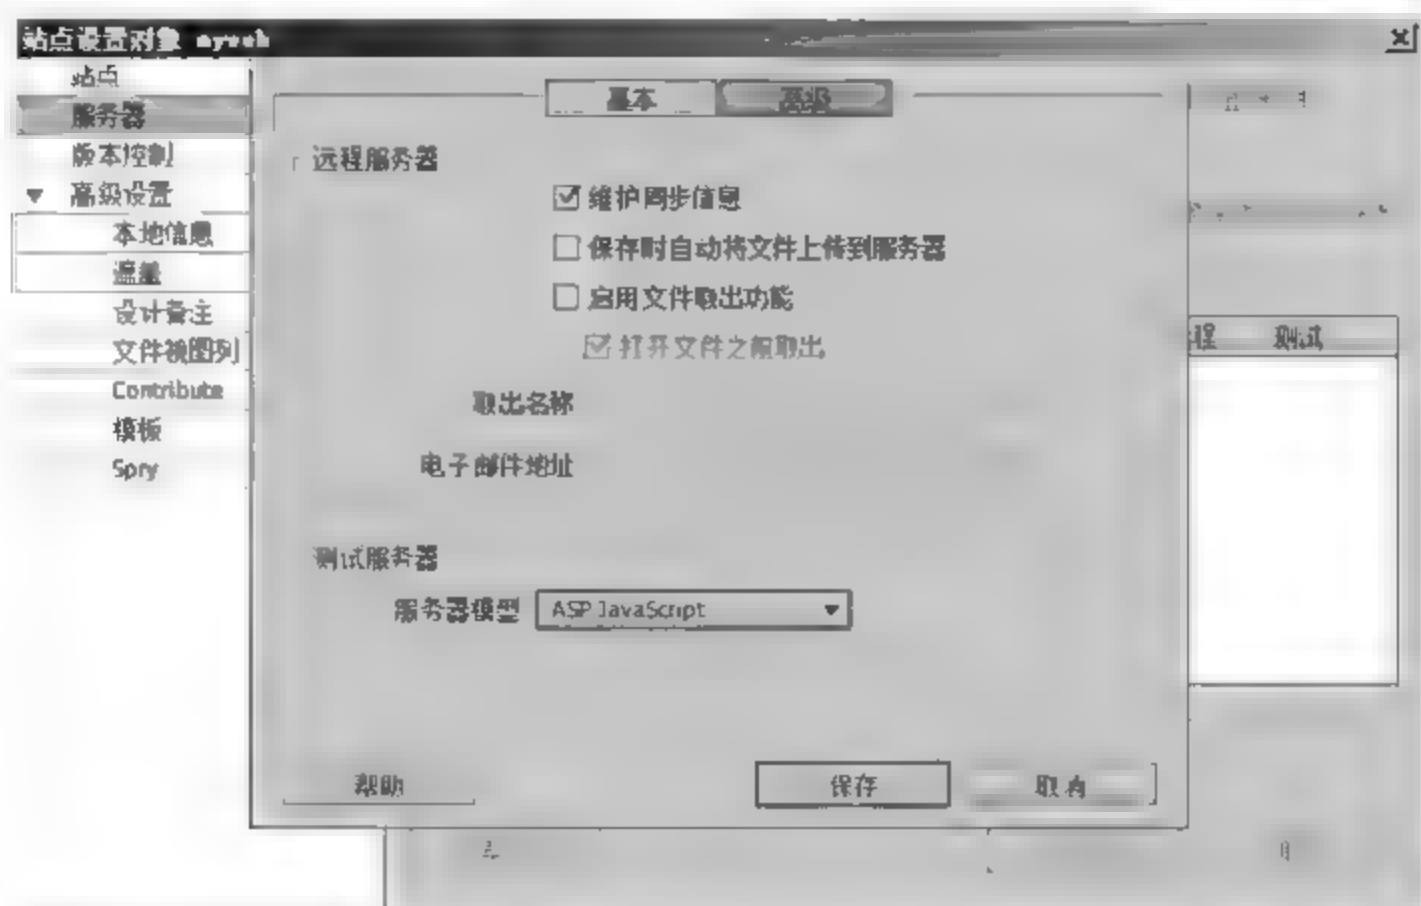 站点设置对象 myweb
站点
服务器
版本控制
高级设置
本地信息
遮盖
设计备注
文件视图列
Contribute
模板
Spry
基本 高级
远程服务器
维护同步信息
保存时自动将文件上传到服务器
启用文件取出功能
打开文件之前取出
取出名称
电子邮件地址
测试服务器
服务器模型 ASP JavaScript
帮助 保存 取消
程 测试